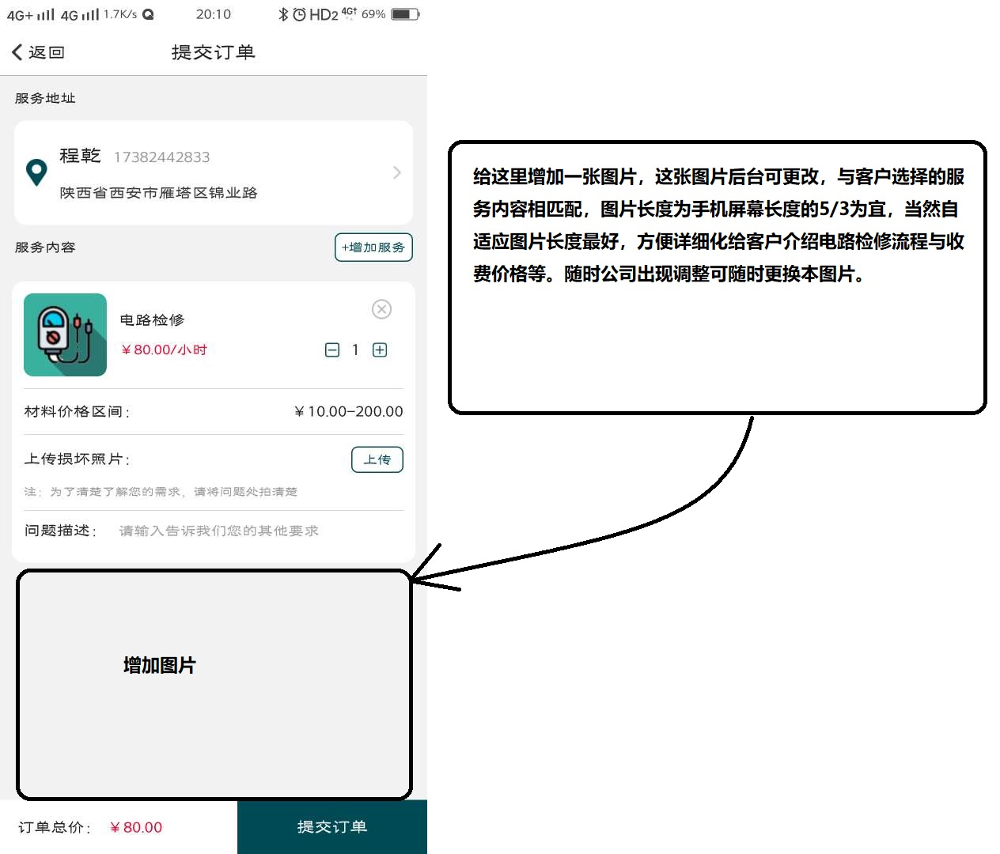 4G+ 4G 1.7K/s 20:10 HD2 4G† 69%
返回 提交订单
服务地址
程乾 17382442833
陕西省西安市雁塔区锦业路
服务内容 +增加服务
电路检修
￥80.00/小时 1
材料价格区间： ￥10.00-200.00
上传损坏照片： 上传
注：为了清楚了解您的需求，请将问题处拍清楚
问题描述： 请输入告诉我们您的其他要求
增加图片
订单总价： ￥80.00 提交订单
给这里增加一张图片，这张图片后台可更改，与客户选择的服
务内容相匹配，图片长度为手机屏幕长度的5/3为宜，当然自
适应图片长度最好，方便详细化给客户介绍电路检修流程与收
费价格等。随时公司出现调整可随时更换本图片。